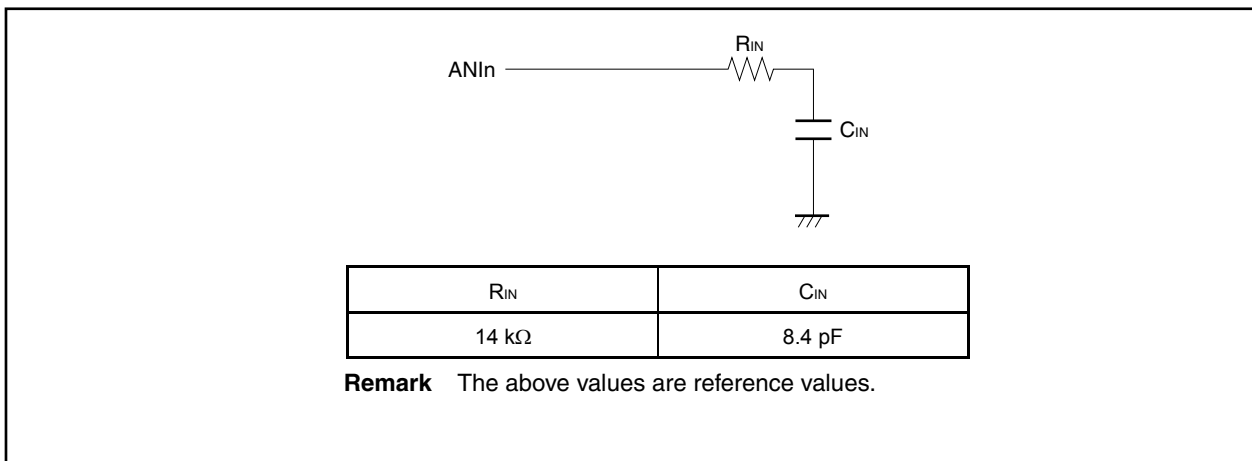 RIN
ANIn
CIN
RIN CIN
14 kΩ 8.4 pF
Remark The above values are reference values.